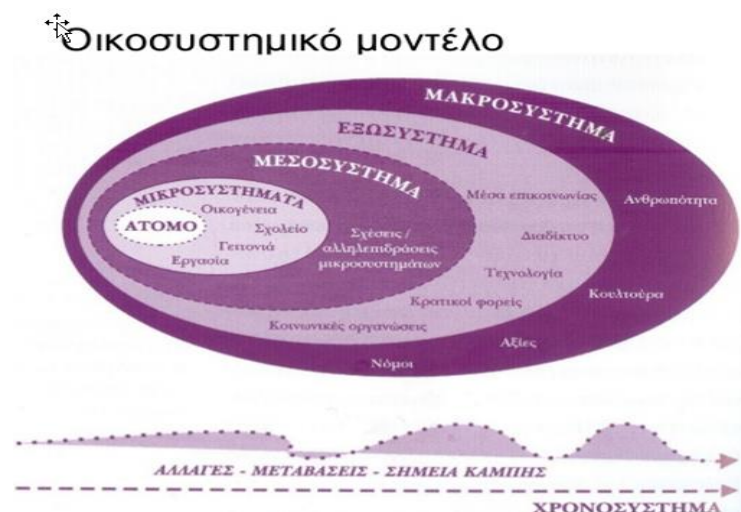 Οικοσυστημικό μοντέλο
ΜΑΚΡΟΣΥΣΤΗΜΑ
ΕΞΩΣΥΣΤΗΜΑ
ΜΕΣΟΣΥΣΤΗΜΑ
ΜΙΚΡΟΣΥΣΤΗΜΑΤΑ
ΑΤΟΜΟ
Οικογένεια
Σχολείο
Γειτονιά
Εργασία
Σχέσεις /
αλληλεπιδράσεις
μικροσυστημάτων
Μέσα επικοινωνίας
Διαδίκτυο
Τεχνολογία
Κρατικοί φορείς
Κοινωνικές οργανώσεις
Ανθρωπότητα
Κουλτούρα
Αξίες
Νόμοι
ΑΛΛΑΓΕΣ - ΜΕΤΑΒΑΣΕΙΣ - ΣΗΜΕΙΑ ΚΑΜΠΗΣ
ΧΡΟΝΟΣΥΣΤΗΜΑ